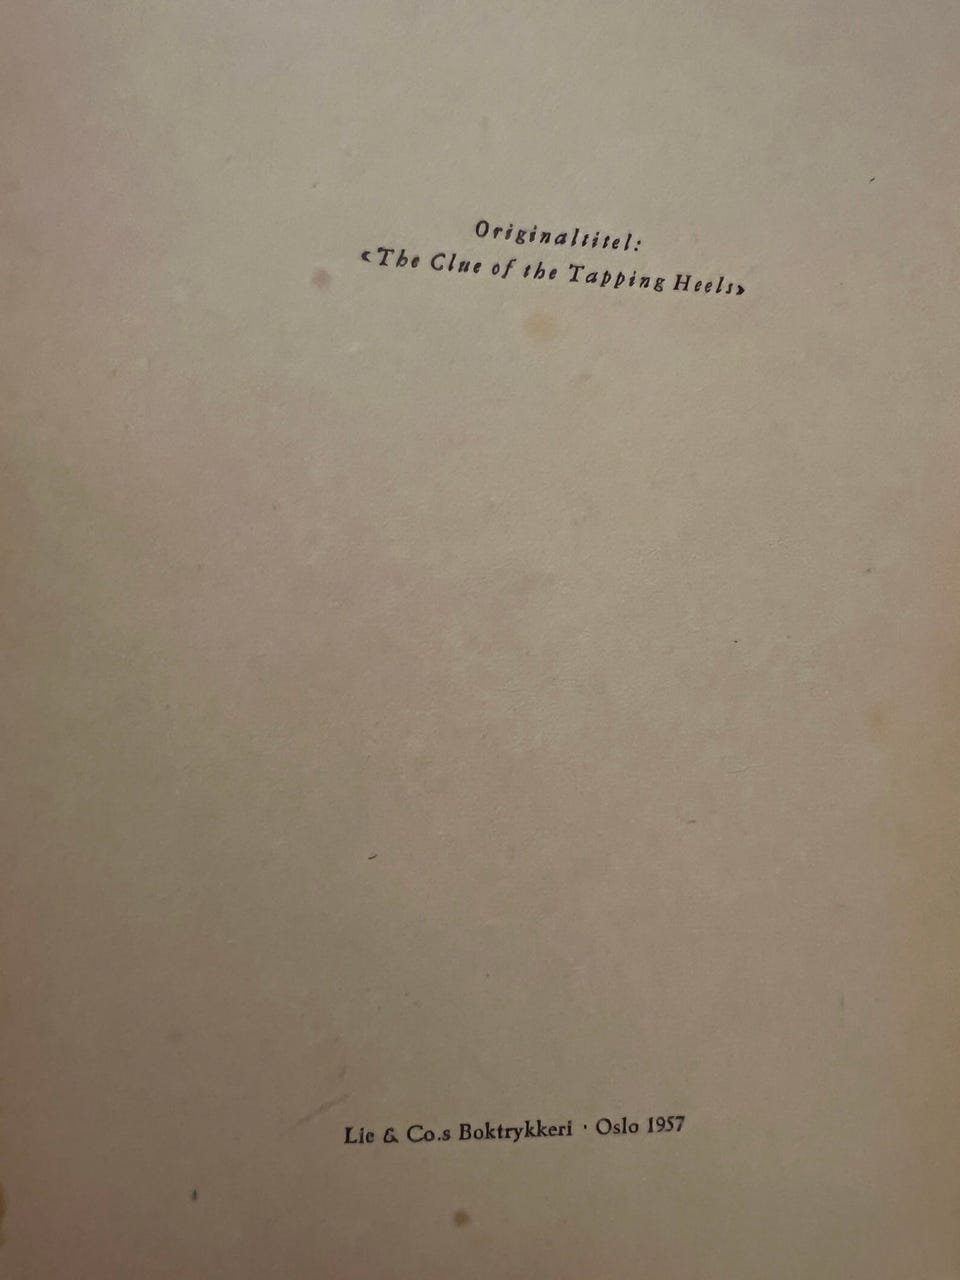 Originaltitel:
«The Clue of the Tapping Heels»
Lie & Co.s Boktrykkeri · Oslo 1957